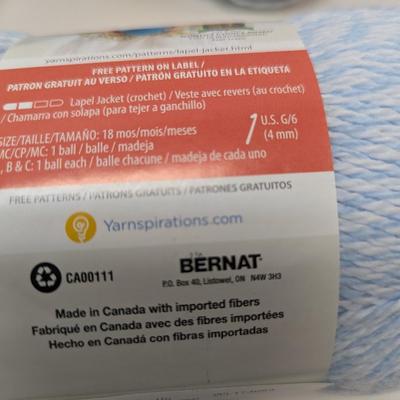 yarnspirations.com/patterns/lapel-jacket.html
FREE PATTERN ON LABEL /
PATRON GRATUIT AU VERSO / PATRÓN GRATUITO EN LA ETIQUETA
Lapel Jacket (crochet) / Veste avec revers (au crochet)
/ Chamarra con solapa (para tejer a ganchillo)
SIZE/TAILLE/TAMAÑO: 18 mos/mois/meses
MC/CP/MC: 1 ball / balle / madeja
, B, & C: 1 ball each / balle chacune / madeja de cada uno
U.S. G/6
(4 mm)
FREE PATTERNS / PATRONS GRATUITS / PATRONES GRATUITOS
Yarnspirations.com
CA00111
BERNAT
P.O. Box 40, Listowel, ON N4W 3H3
Made in Canada with imported fibers
Fabriqué en Canada avec des fibres importées
Hecho en Canadá con fibras importadas